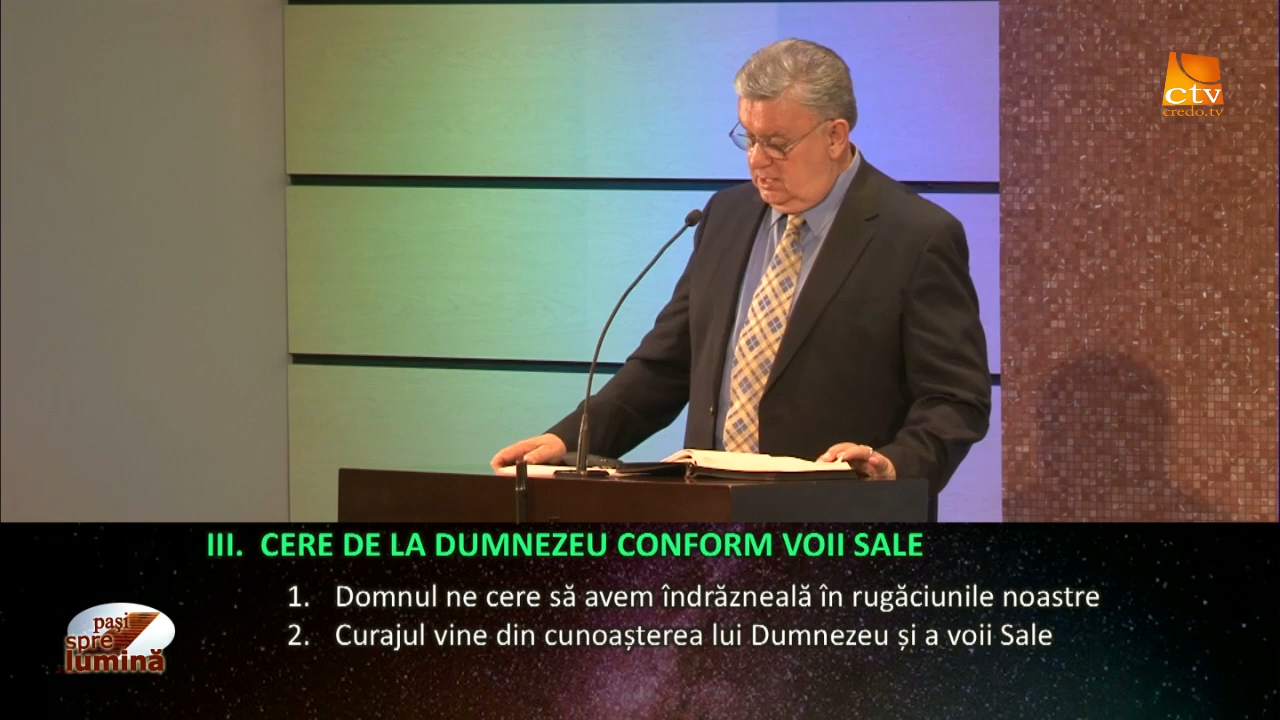 ctv
credo.tv
III. CERE DE LA DUMNEZEU CONFORM VOII SALE
1. Domnul ne cere să avem îndrăzneală în rugăciunile noastre
2. Curajul vine din cunoașterea lui Dumnezeu și a voii Sale
pași
spre
lumină